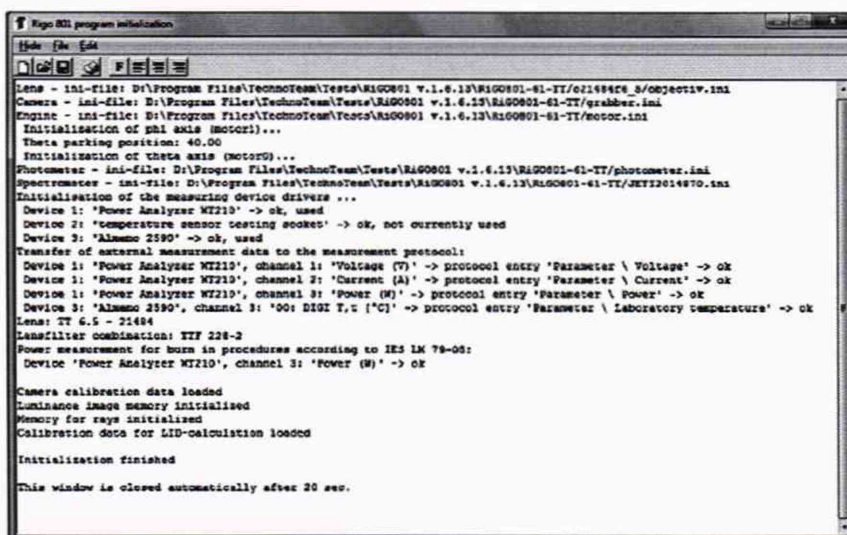 Rigo 801 program initialization
Hide File Edit
F
Lens - ini-file: D:\Program Files\TechnoTeam\Tests\RiGO801 v.1.6.13\RiGO801-61-TT/o21484f6_5/objectiv.ini
Camera - ini-file: D:\Program Files\TechnoTeam\Tests\RiGO801 v.1.6.13\RiGO801-61-TT/grabber.ini
Engine - ini-file: D:\Program Files\TechnoTeam\Tests\RiGO801 v.1.6.13\RiGO801-61-TT/motor.ini
Initialisation of phi axis (motor1)...
Theta parking position: 40.00
Initialization of theta axis (motor0)...
Photometer - ini-file: D:\Program Files\TechnoTeam\Tests\RiGO801 v.1.6.13\RiGO801-61-TT/photometer.ini
Spectrometer - ini-file: D:\Program Files\TechnoTeam\Tests\RiGO801 v.1.6.13\RiGO801-61-TT/JETI2014870.ini
Initialisation of the measuring device drivers ...
Device 1: 'Power Analyzer WT210' -> ok, used
Device 2: 'temperature sensor testing socket' -> ok, not currently used
Device 3: 'Almemo 2590' -> ok, used
Transfer of external measurement data to the measurement protocol:
Device 1: 'Power Analyzer WT210', channel 1: 'Voltage (V)' -> protocol entry 'Parameter \ Voltage' -> ok
Device 1: 'Power Analyzer WT210', channel 2: 'Current (A)' -> protocol entry 'Parameter \ Current' -> ok
Device 1: 'Power Analyzer WT210', channel 3: 'Power (W)' -> protocol entry 'Parameter \ Power' -> ok
Device 3: 'Almemo 2590', channel 3: '00: DIGI T,t [°C]' -> protocol entry 'Parameter \ Laboratory temperature' -> ok
Lens: TT 6.5 - 21484
Lensfilter combination: TTF 228-2
Power measurement for born in procedures according to IES LM 79-08:
Device 'Power Analyzer WT210', channel 3: 'Power (W)' -> ok
Camera calibration data loaded
Luminance image memory initialized
Memory for rays initialized
Calibration data for LID-calculation loaded
Initialization finished
This window is closed automatically after 20 sec.